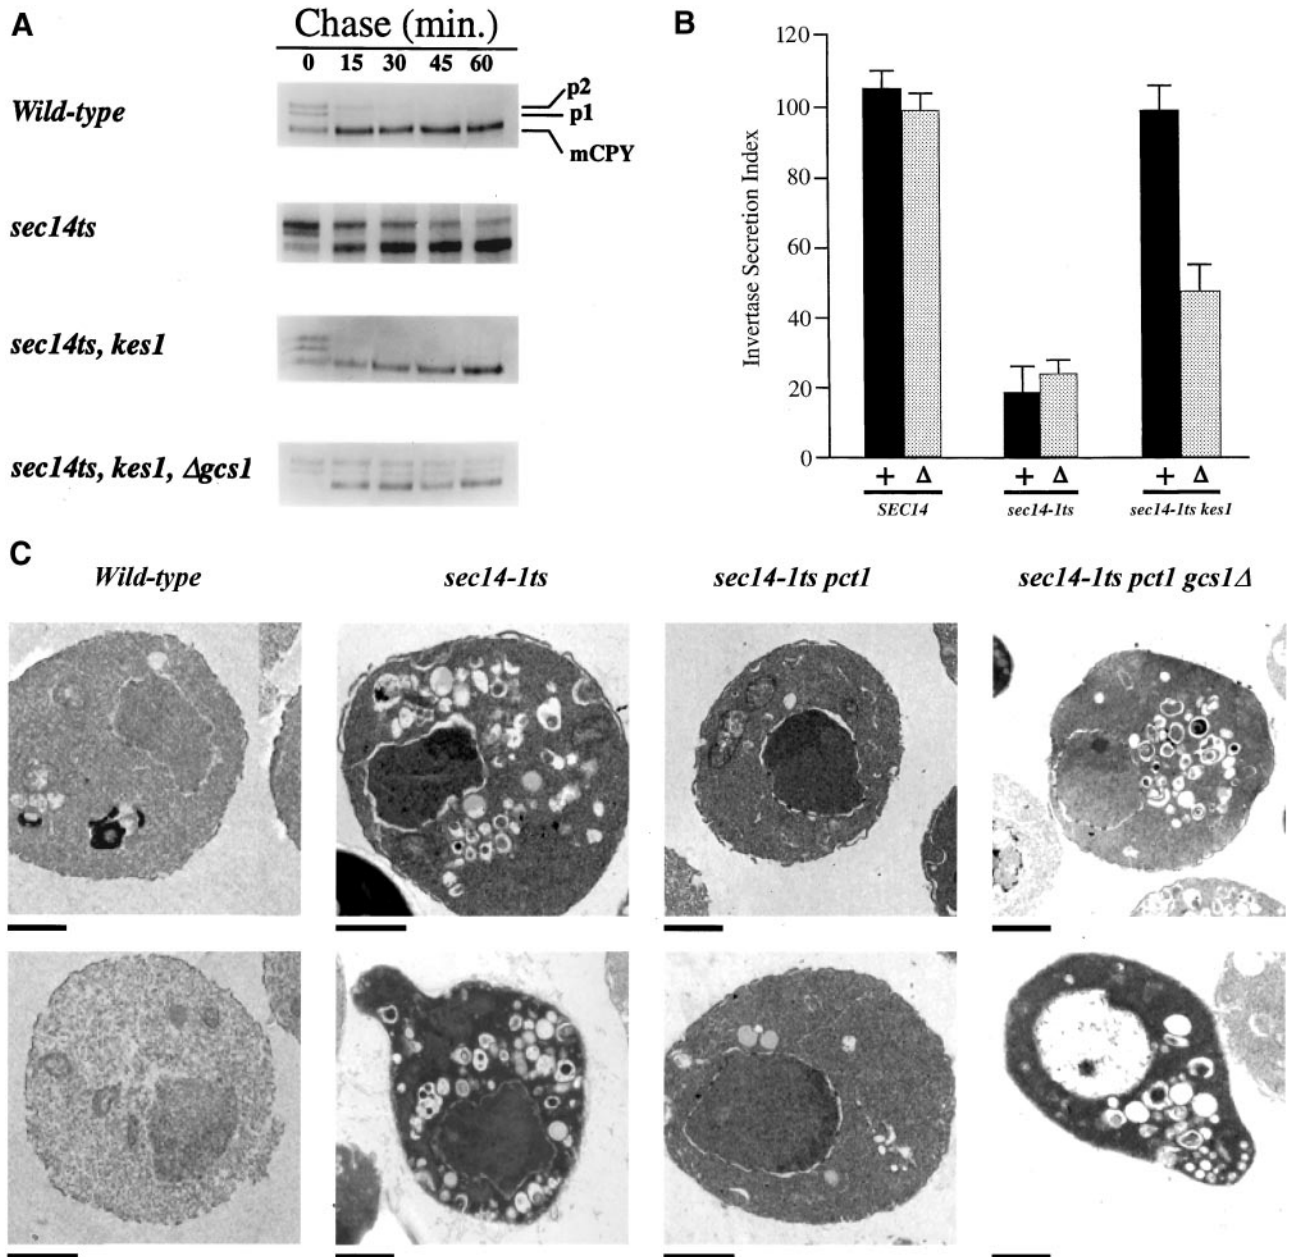 A
Chase (min.)
0 15 30 45 60
Wild-type
p2
p1
mCPY
sec14ts
sec14ts, kes1
sec14ts, kes1, Δgcs1
B
Invertase Secretion Index
120
100
80
60
40
20
0
+ Δ + Δ + Δ
SEC14 sec14-1ts sec14-1ts kes1
C
Wild-type sec14-1ts sec14-1ts pct1 sec14-1ts pct1 gcs1Δ